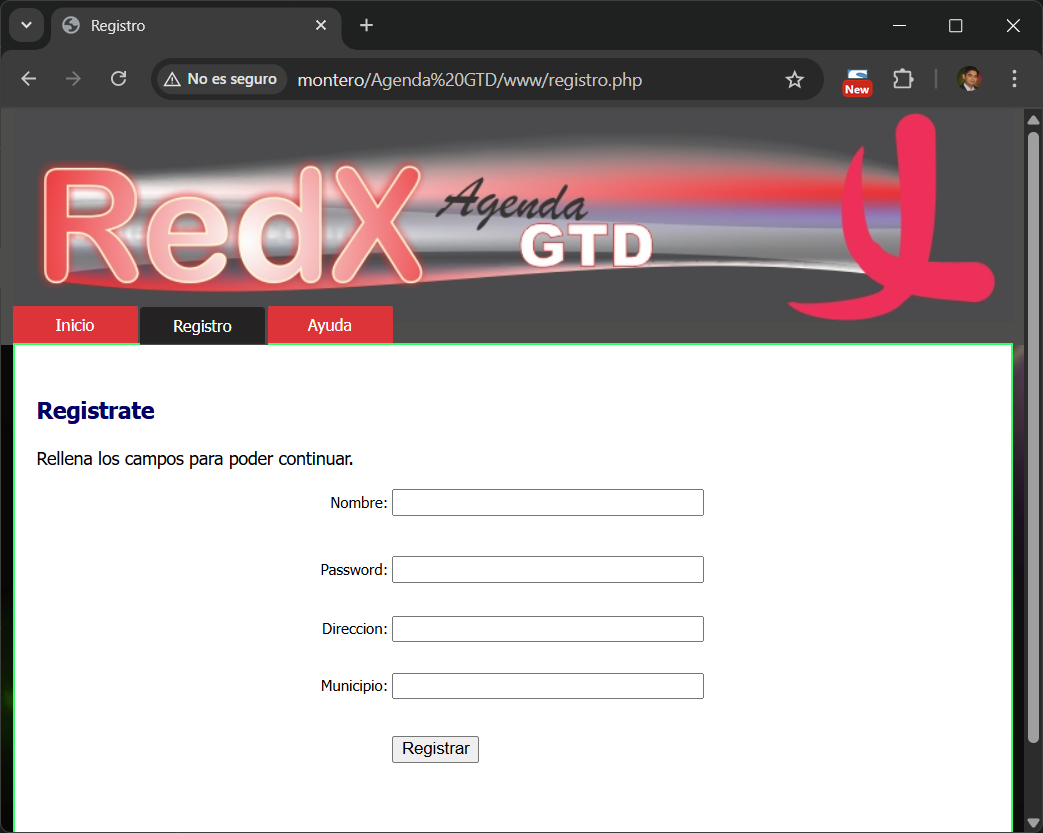 Registro
No es seguro montero/Agenda%20GTD/www/registro.php
New
RedX Agenda
GTD
Inicio Registro Ayuda
Registrate
Rellena los campos para poder continuar.
Nombre:
Password:
Direccion:
Municipio:
Registrar